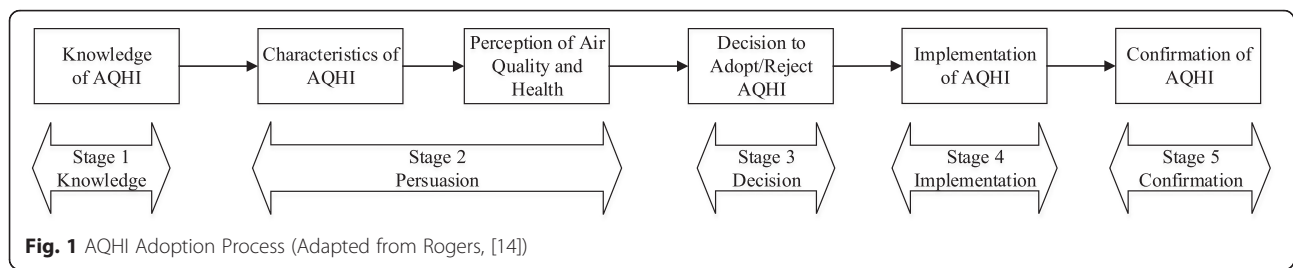 Knowledge
of AQHI
Characteristics of
AQHI
Perception of Air
Quality and
Health
Decision to
Adopt/Reject
AQHI
Implementation
of AQHI
Confirmation of
AQHI
Stage 1
Knowledge
Stage 2
Persuasion
Stage 3
Decision
Stage 4
Implementation
Stage 5
Confirmation
Fig. 1 AQHI Adoption Process (Adapted from Rogers, [14])